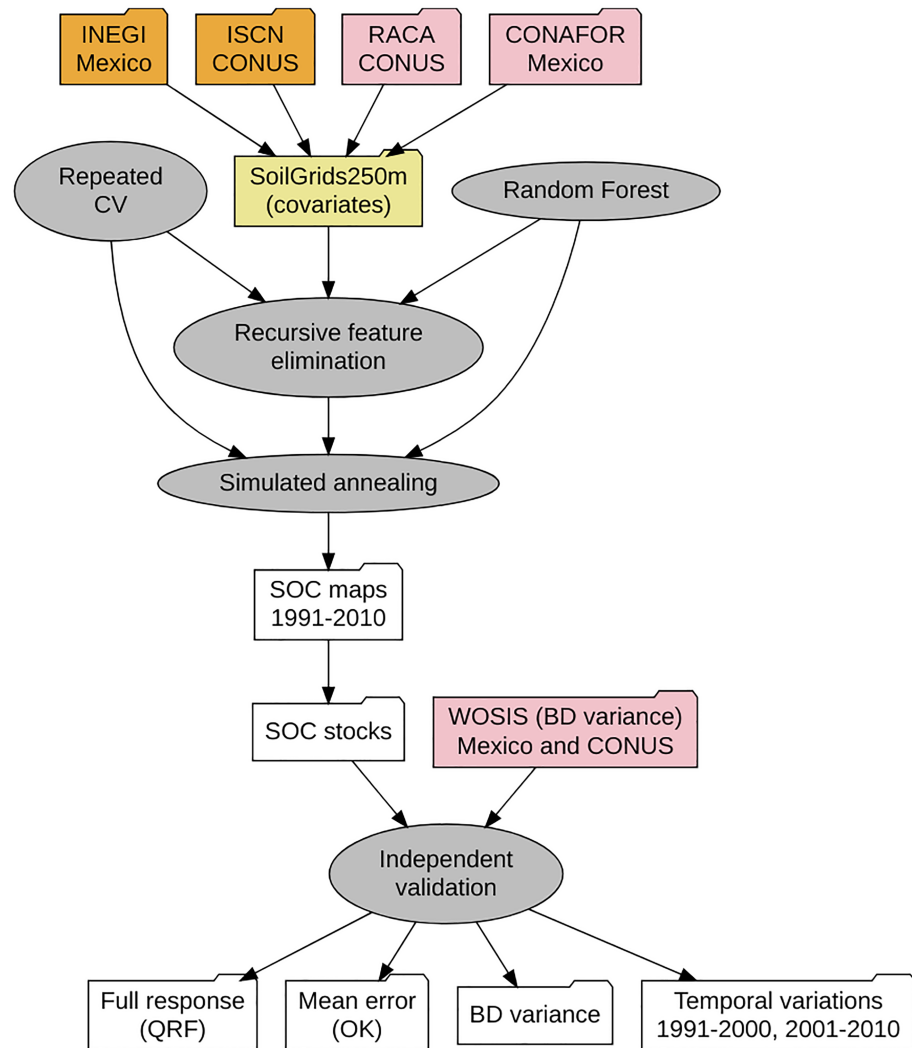 INEGI
Mexico
ISCN
CONUS
RACA
CONUS
CONAFOR
Mexico
Repeated
CV
SoilGrids250m
(covariates)
Random Forest
Recursive feature
elimination
Simulated annealing
SOC maps
1991-2010
SOC stocks
WOSIS (BD variance)
Mexico and CONUS
Independent
validation
Full response
(QRF)
Mean error
(OK)
BD variance
Temporal variations
1991-2000, 2001-2010